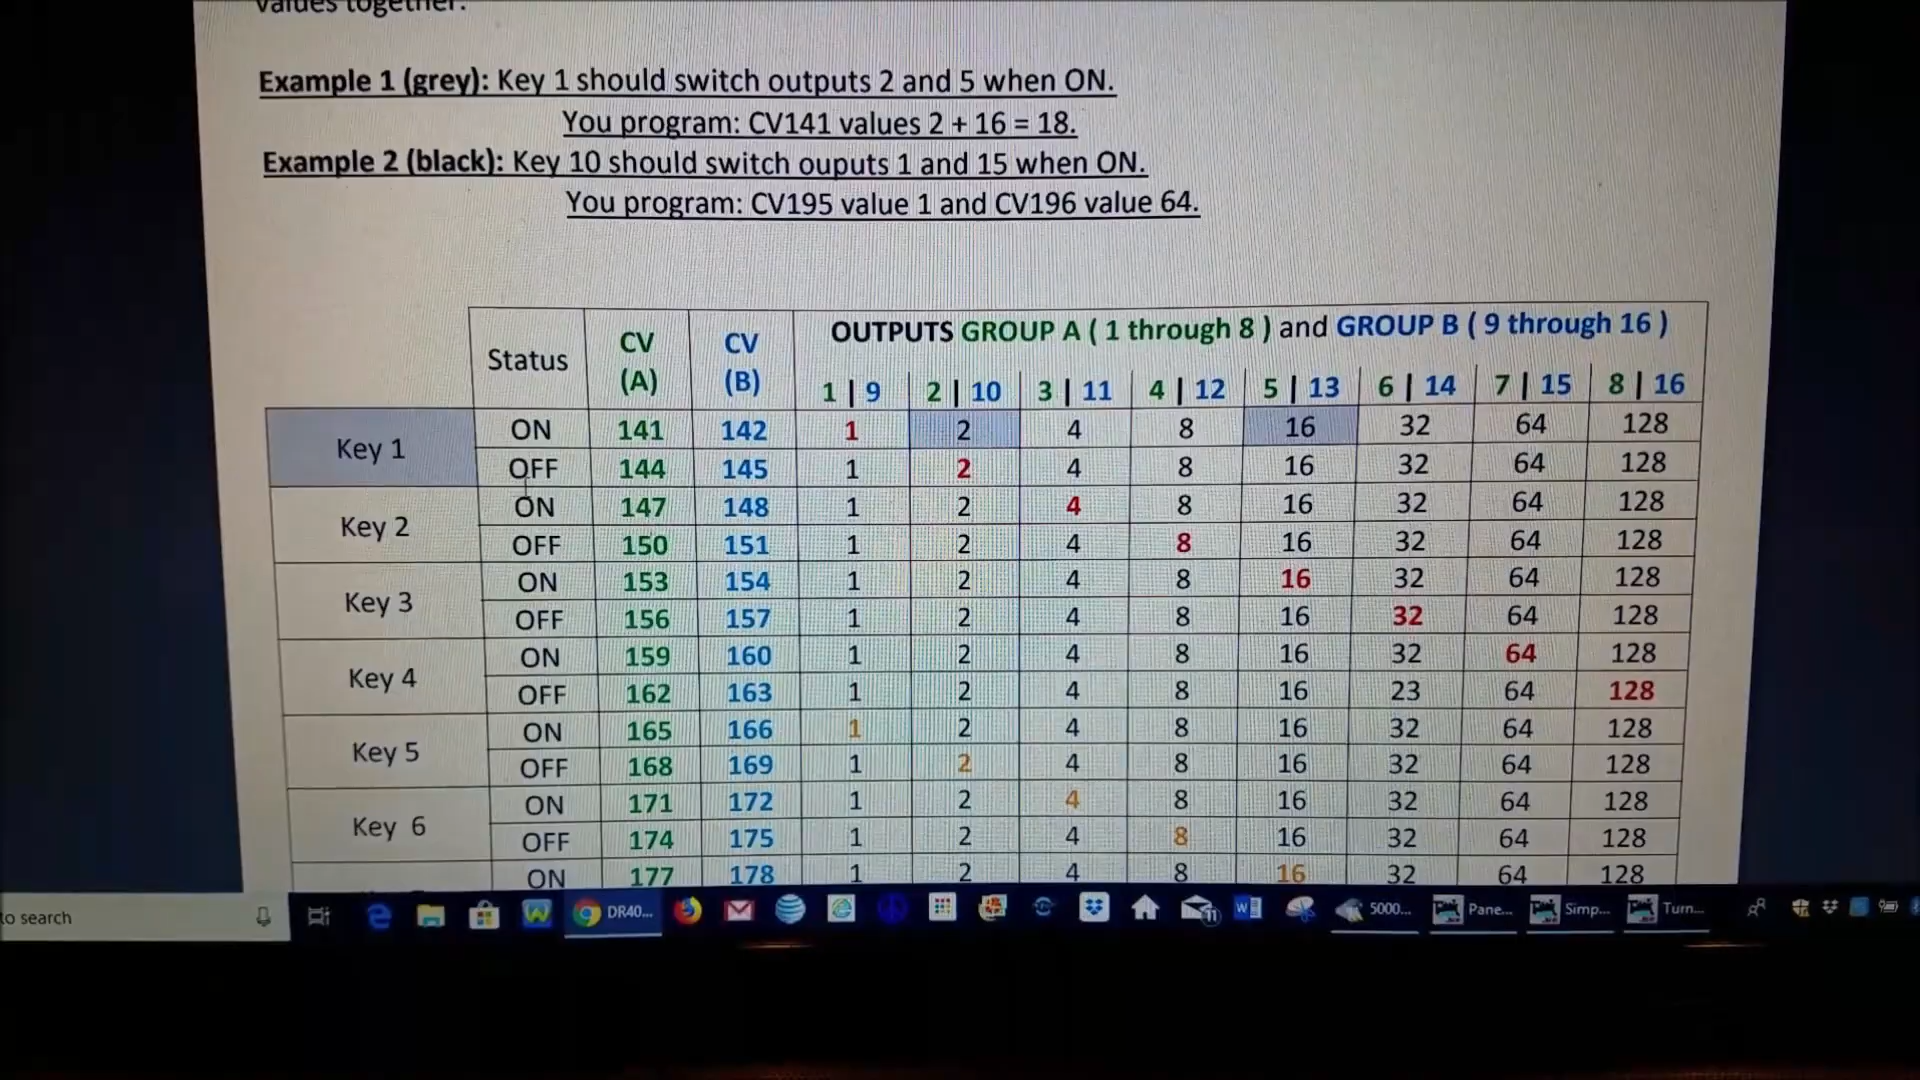 values together.
Example 1 (grey): Key 1 should switch outputs 2 and 5 when ON.
You program: CV141 values 2 + 16 = 18.
Example 2 (black): Key 10 should switch ouputs 1 and 15 when ON.
You program: CV195 value 1 and CV196 value 64.
Status CV (A) CV (B) OUTPUTS GROUP A ( 1 through 8 ) and GROUP B ( 9 through 16 )
1 | 9 2 | 10 3 | 11 4 | 12 5 | 13 6 | 14 7 | 15 8 | 16
Key 1 ON 141 142 1 2 4 8 16 32 64 128
OFF 144 145 1 2 4 8 16 32 64 128
Key 2 ON 147 148 1 2 4 8 16 32 64 128
OFF 150 151 1 2 4 8 16 32 64 128
Key 3 ON 153 154 1 2 4 8 16 32 64 128
OFF 156 157 1 2 4 8 16 32 64 128
Key 4 ON 159 160 1 2 4 8 16 32 64 128
OFF 162 163 1 2 4 8 16 23 64 128
Key 5 ON 165 166 1 2 4 8 16 32 64 128
OFF 168 169 1 2 4 8 16 32 64 128
Key 6 ON 171 172 1 2 4 8 16 32 64 128
OFF 174 175 1 2 4 8 16 32 64 128
ON 177 178 1 2 4 8 16 32 64 128
to search DR40... 11 W 5000... Pane... Simp... Turn...